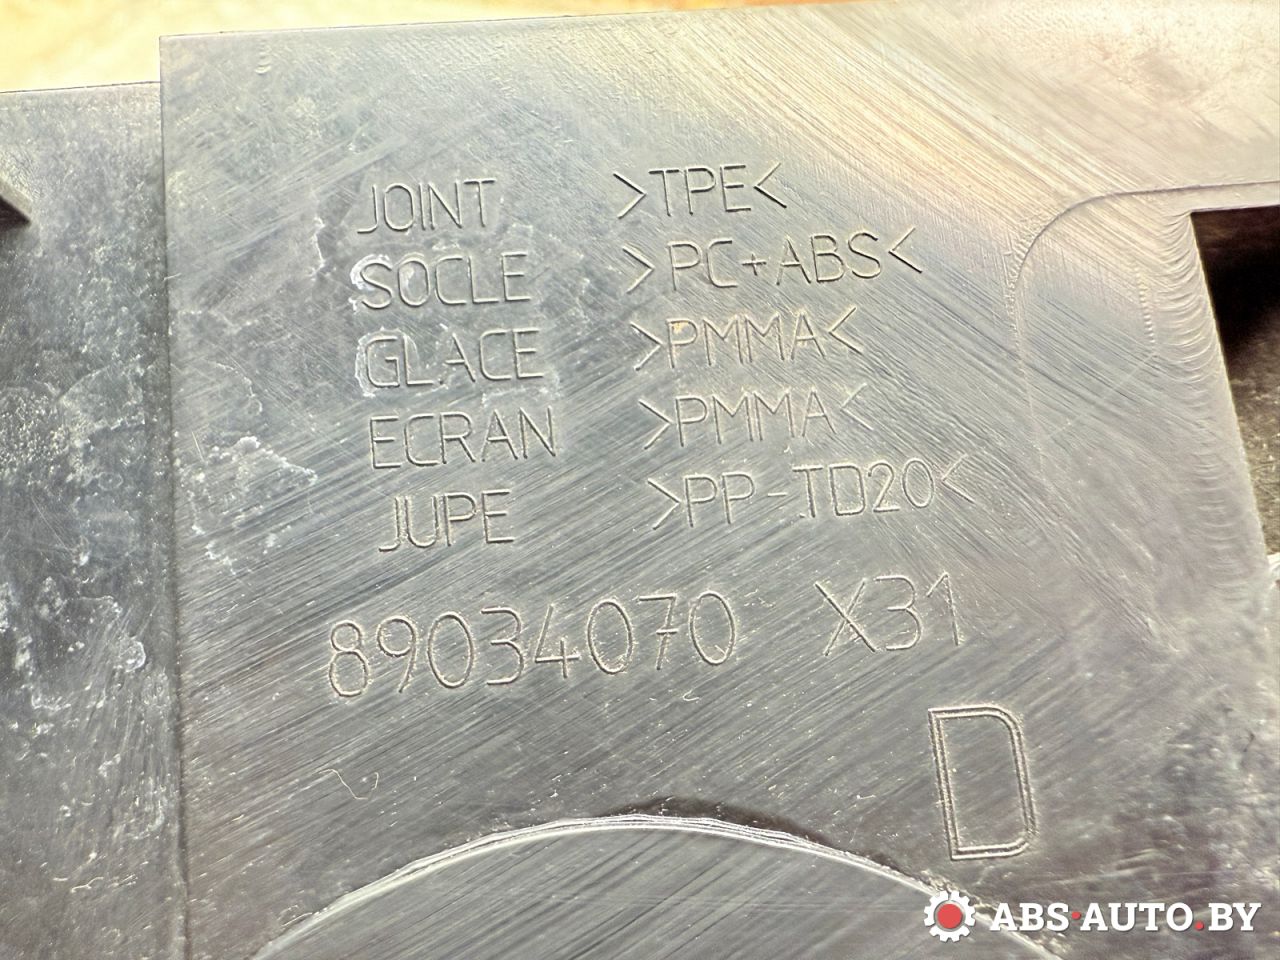 JOINT >TPE<
SOCLE >PC+ABS<
GLACE >PMMA<
ECRAN >PMMA<
JUPE >PP-TD20<
89034070 X31
D
ABS·AUTO.BY